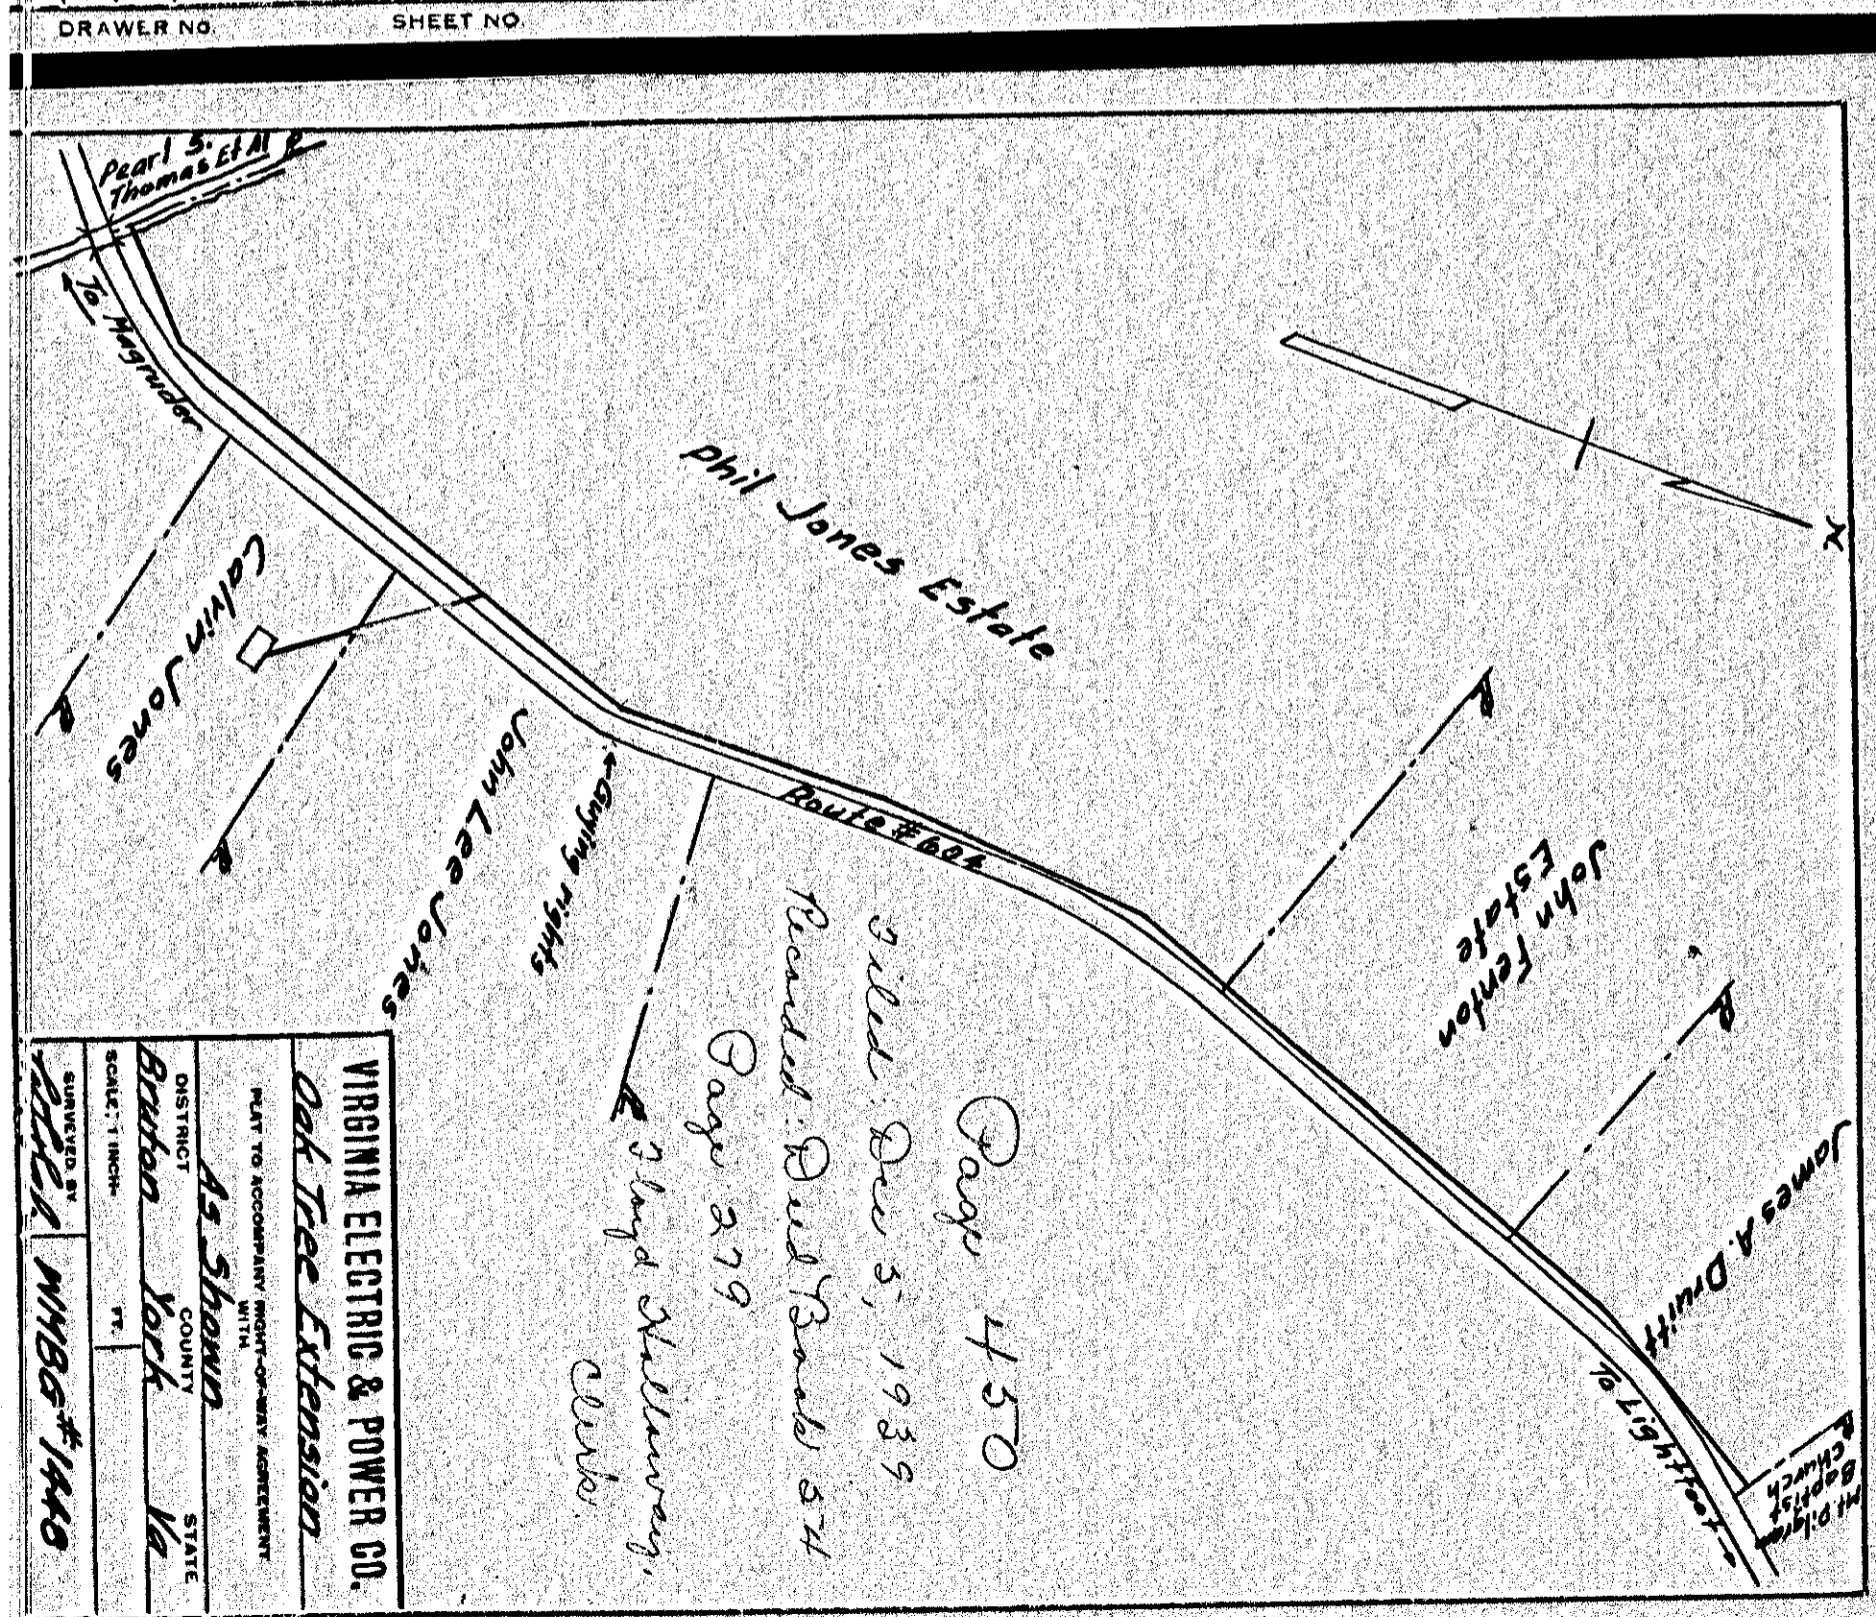 DRAWER NO. SHEET NO.
Pearl S.
Thomas Et Al
To Magruder
Calvin Jones
John Lee Jones
←Guying rights
Phil Jones Estate
Route #604
N
John Fenton
Estate
James A. Druitt
To Lightfoot →
Mt Pilgrim
Baptist
Church
Page 450
Filed: Dec 5, 1939
Recorded: Deed Book 54
Page 279
Floyd Holloway,
Clerk.
VIRGINIA ELECTRIC & POWER CO.
Oak Tree Extension
PLAT TO ACCOMPANY RIGHT-OF-WAY AGREEMENT
WITH
As Shown
DISTRICT COUNTY STATE
Bruton York Va
SCALE: 1 INCH= FT.
SURVEYED BY
WMBG #1448